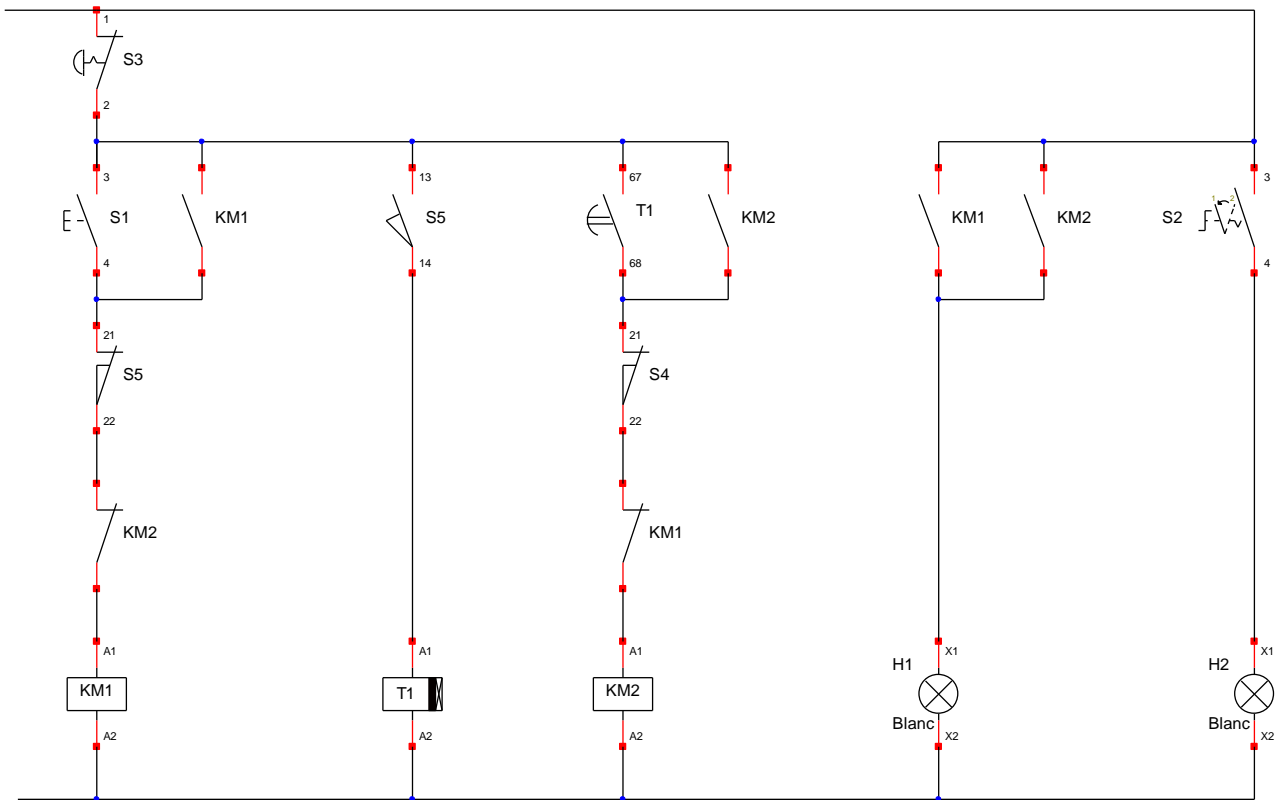 1
S3
2
3 13 67 3
S1 KM1 S5 T1 KM2 KM1 KM2 S2 1 2
4 14 68 4
21 21
S5 S4
22 22
KM2 KM1
A1 A1 A1 X1 X1
H1 H2
KM1 T1 KM2
Blanc Blanc
A2 A2 A2 X2 X2